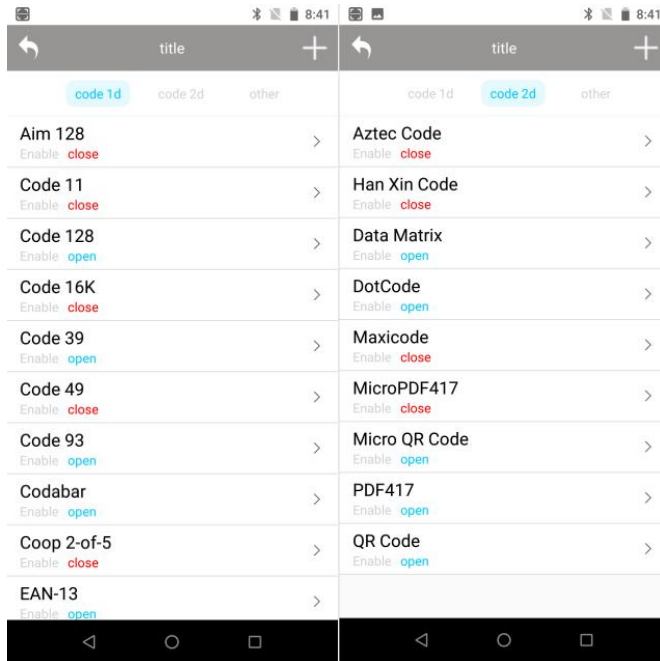 8:41
title
code 1d code 2d other
Aim 128
Enable close
Code 11
Enable close
Code 128
Enable open
Code 16K
Enable close
Code 39
Enable open
Code 49
Enable close
Code 93
Enable open
Codabar
Enable open
Coop 2-of-5
Enable close
EAN-13
Enable open
8:41
title
code 1d code 2d other
Aztec Code
Enable close
Han Xin Code
Enable close
Data Matrix
Enable open
DotCode
Enable open
Maxicode
Enable close
MicroPDF417
Enable close
Micro QR Code
Enable open
PDF417
Enable open
QR Code
Enable open